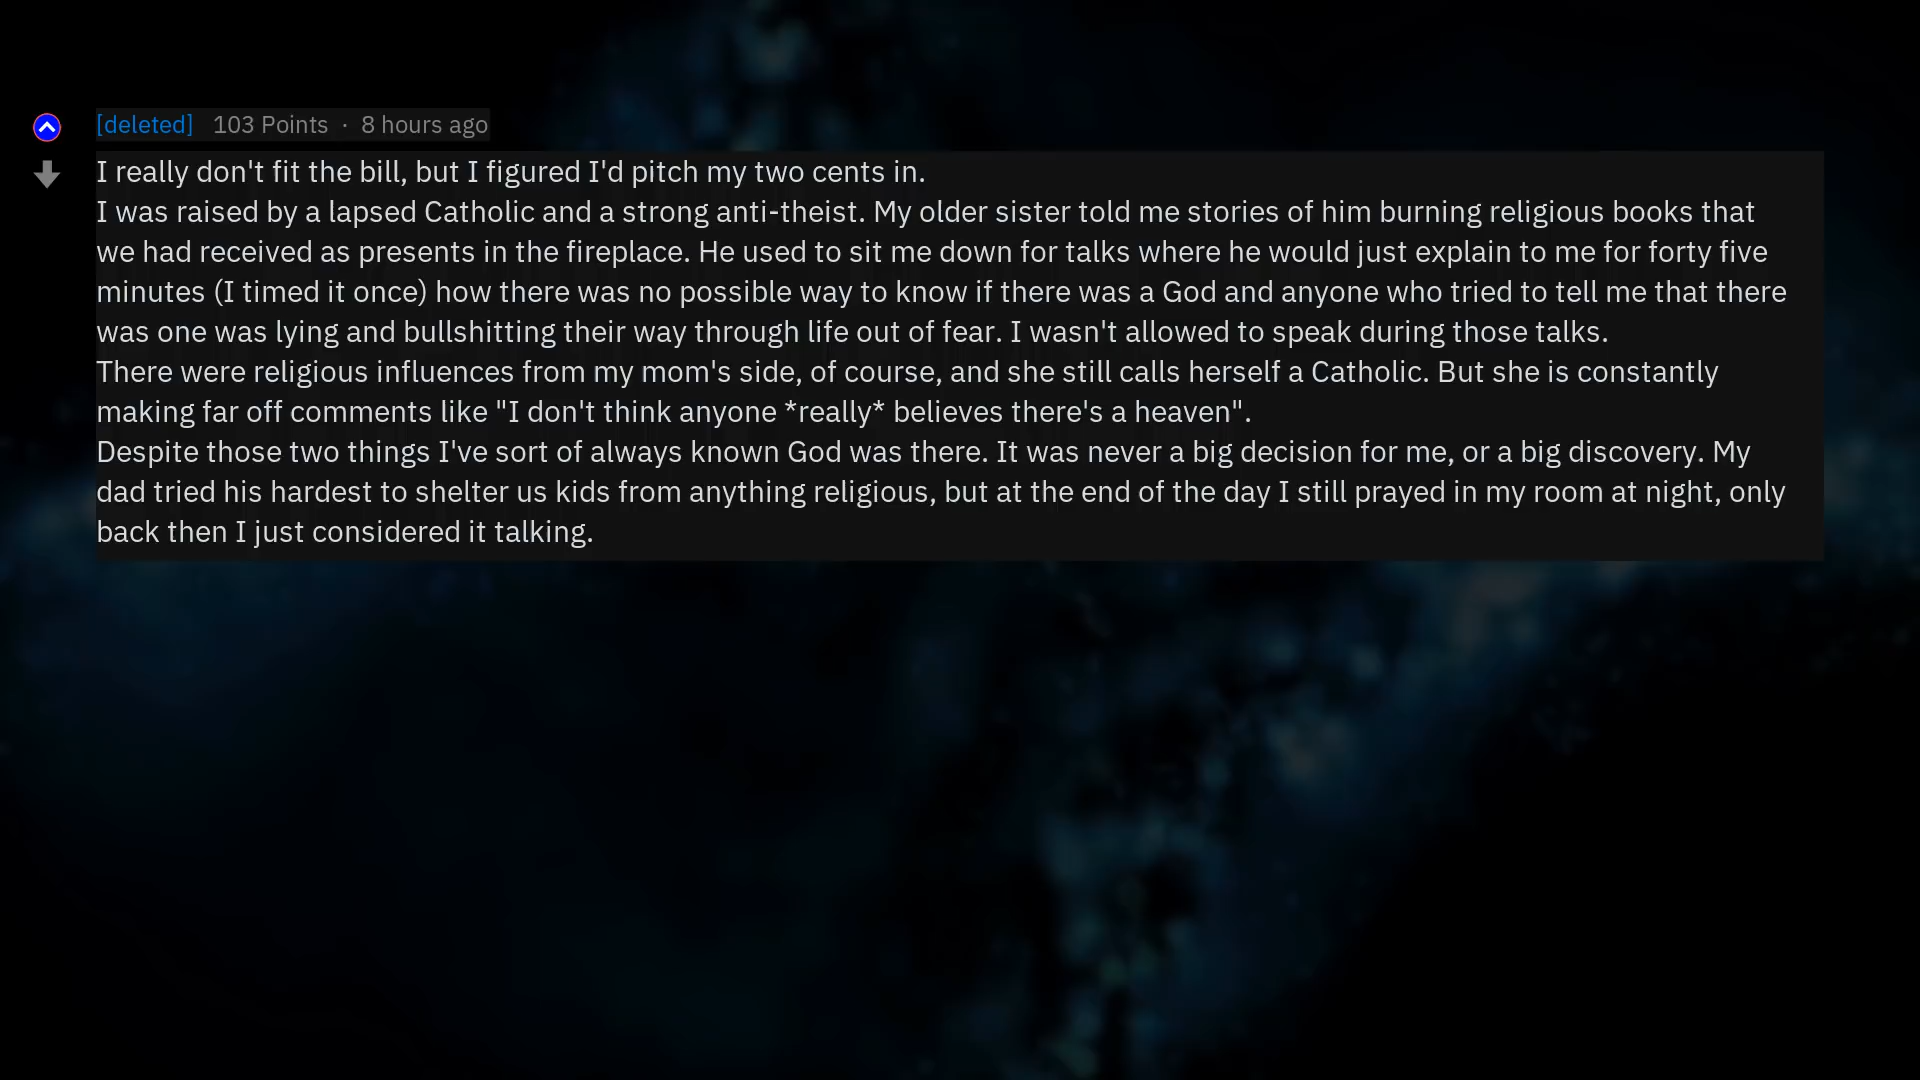 [deleted] 103 Points · 8 hours ago
I really don't fit the bill, but I figured I'd pitch my two cents in.
I was raised by a lapsed Catholic and a strong anti-theist. My older sister told me stories of him burning religious books that
we had received as presents in the fireplace. He used to sit me down for talks where he would just explain to me for forty five
minutes (I timed it once) how there was no possible way to know if there was a God and anyone who tried to tell me that there
was one was lying and bullshitting their way through life out of fear. I wasn't allowed to speak during those talks.
There were religious influences from my mom's side, of course, and she still calls herself a Catholic. But she is constantly
making far off comments like "I don't think anyone *really* believes there's a heaven".
Despite those two things I've sort of always known God was there. It was never a big decision for me, or a big discovery. My
dad tried his hardest to shelter us kids from anything religious, but at the end of the day I still prayed in my room at night, only
back then I just considered it talking.